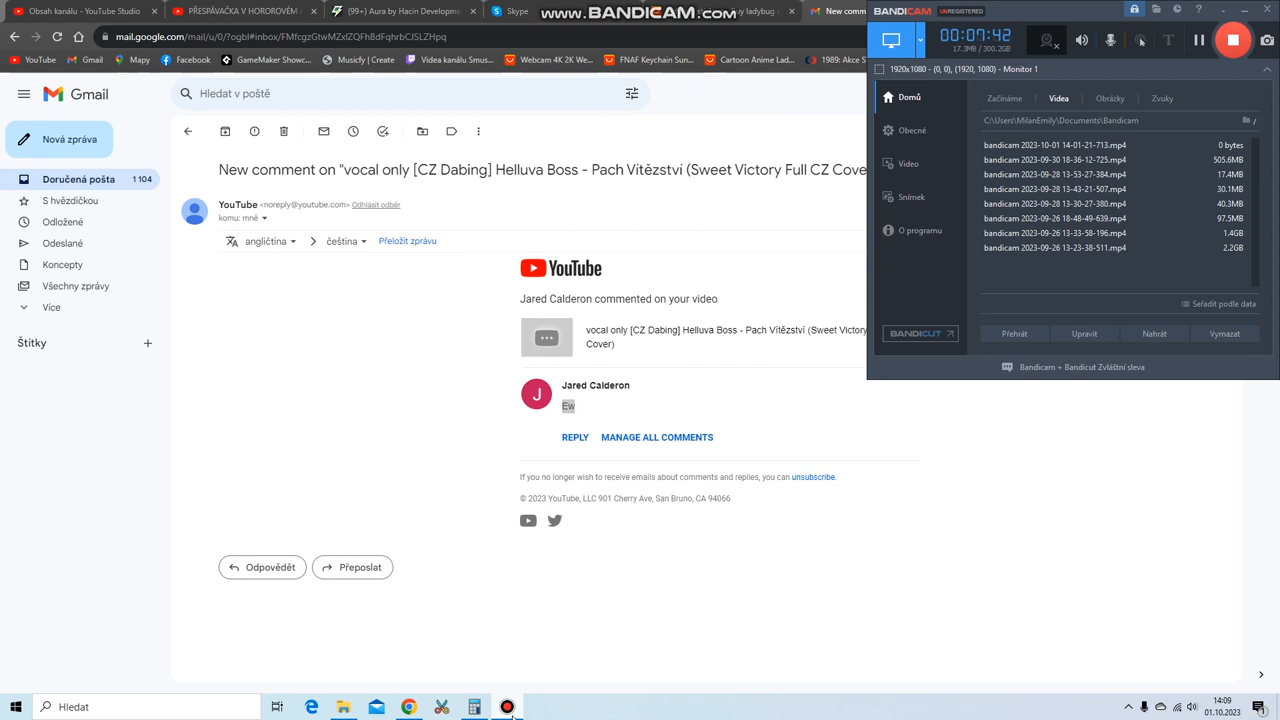 Obsah kanálu - YouTube Studio
PŘESPÁVAČKA V HOROROVÉM
(99+) Aura by Hacin Developmen
Skype
www.BANDICAM.com
ou play ladybug a
New comm
mail.google.com/mail/u/0/?ogbl#inbox/FMfcgzGtwMZxlZQFhBdFqhrbCJSLZHpq
YouTube
Gmail
Mapy
Facebook
GameMaker Showc...
Video kanálu Smus...
Webcam 4K 2K Web...
FNAF Keyring Sun...
Cartoon Anime Lad...
1989: Akce S
Gmail
Hledat v poště
Nová zpráva
Doručená pošta 1 104
S hvězdičkou
Odložené
Odeslané
Koncepty
Všechny zprávy
Více
Štítky
New comment on "vocal only [CZ Dabing] Helluva Boss - Pach Vítězství (Sweet Victory Full CZ Cove
YouTube <noreply@youtube.com> Odhlásit odběr
komu: mně
angličtina
čeština
Přeložit zprávu
YouTube
Jared Calderon commented on your video
vocal only [CZ Dabing] Helluva Boss - Pach Vítězství (Sweet Victory
Cover)
J
Jared Calderon
Ew
REPLY MANAGE ALL COMMENTS
If you no longer wish to receive emails about comments and replies, you can unsubscribe.
© 2023 YouTube, LLC 901 Cherry Ave, San Bruno, CA 94066
Odpovědět
Přeposlat
BANDICAM UNREGISTERED
00:07:42
17.3MB / 300.2GB
1920x1080 - (0, 0), (1920, 1080) - Monitor 1
Domů
Obecné
Video
Snímek
O programu
BANDICUT
Začínáme
Videa
Obrázky
Zvuky
C:\Users\MilanEmily\Documents\Bandicam
bandicam 2023-10-01 14-01-21-713.mp4 0 bytes
bandicam 2023-09-30 18-36-12-725.mp4 505.6MB
bandicam 2023-09-28 13-53-27-384.mp4 17.4MB
bandicam 2023-09-28 13-43-21-507.mp4 30.1MB
bandicam 2023-09-28 13-30-27-380.mp4 40.3MB
bandicam 2023-09-26 18-48-49-639.mp4 97.5MB
bandicam 2023-09-26 13-33-58-196.mp4 1.4GB
bandicam 2023-09-26 13-23-38-511.mp4 2.2GB
Seřadit podle data
Přehrát
Upravit
Nahrát
Vymazat
Bandicam + Bandicut Zvláštní sleva
Hledat
14:09
01.10.2023